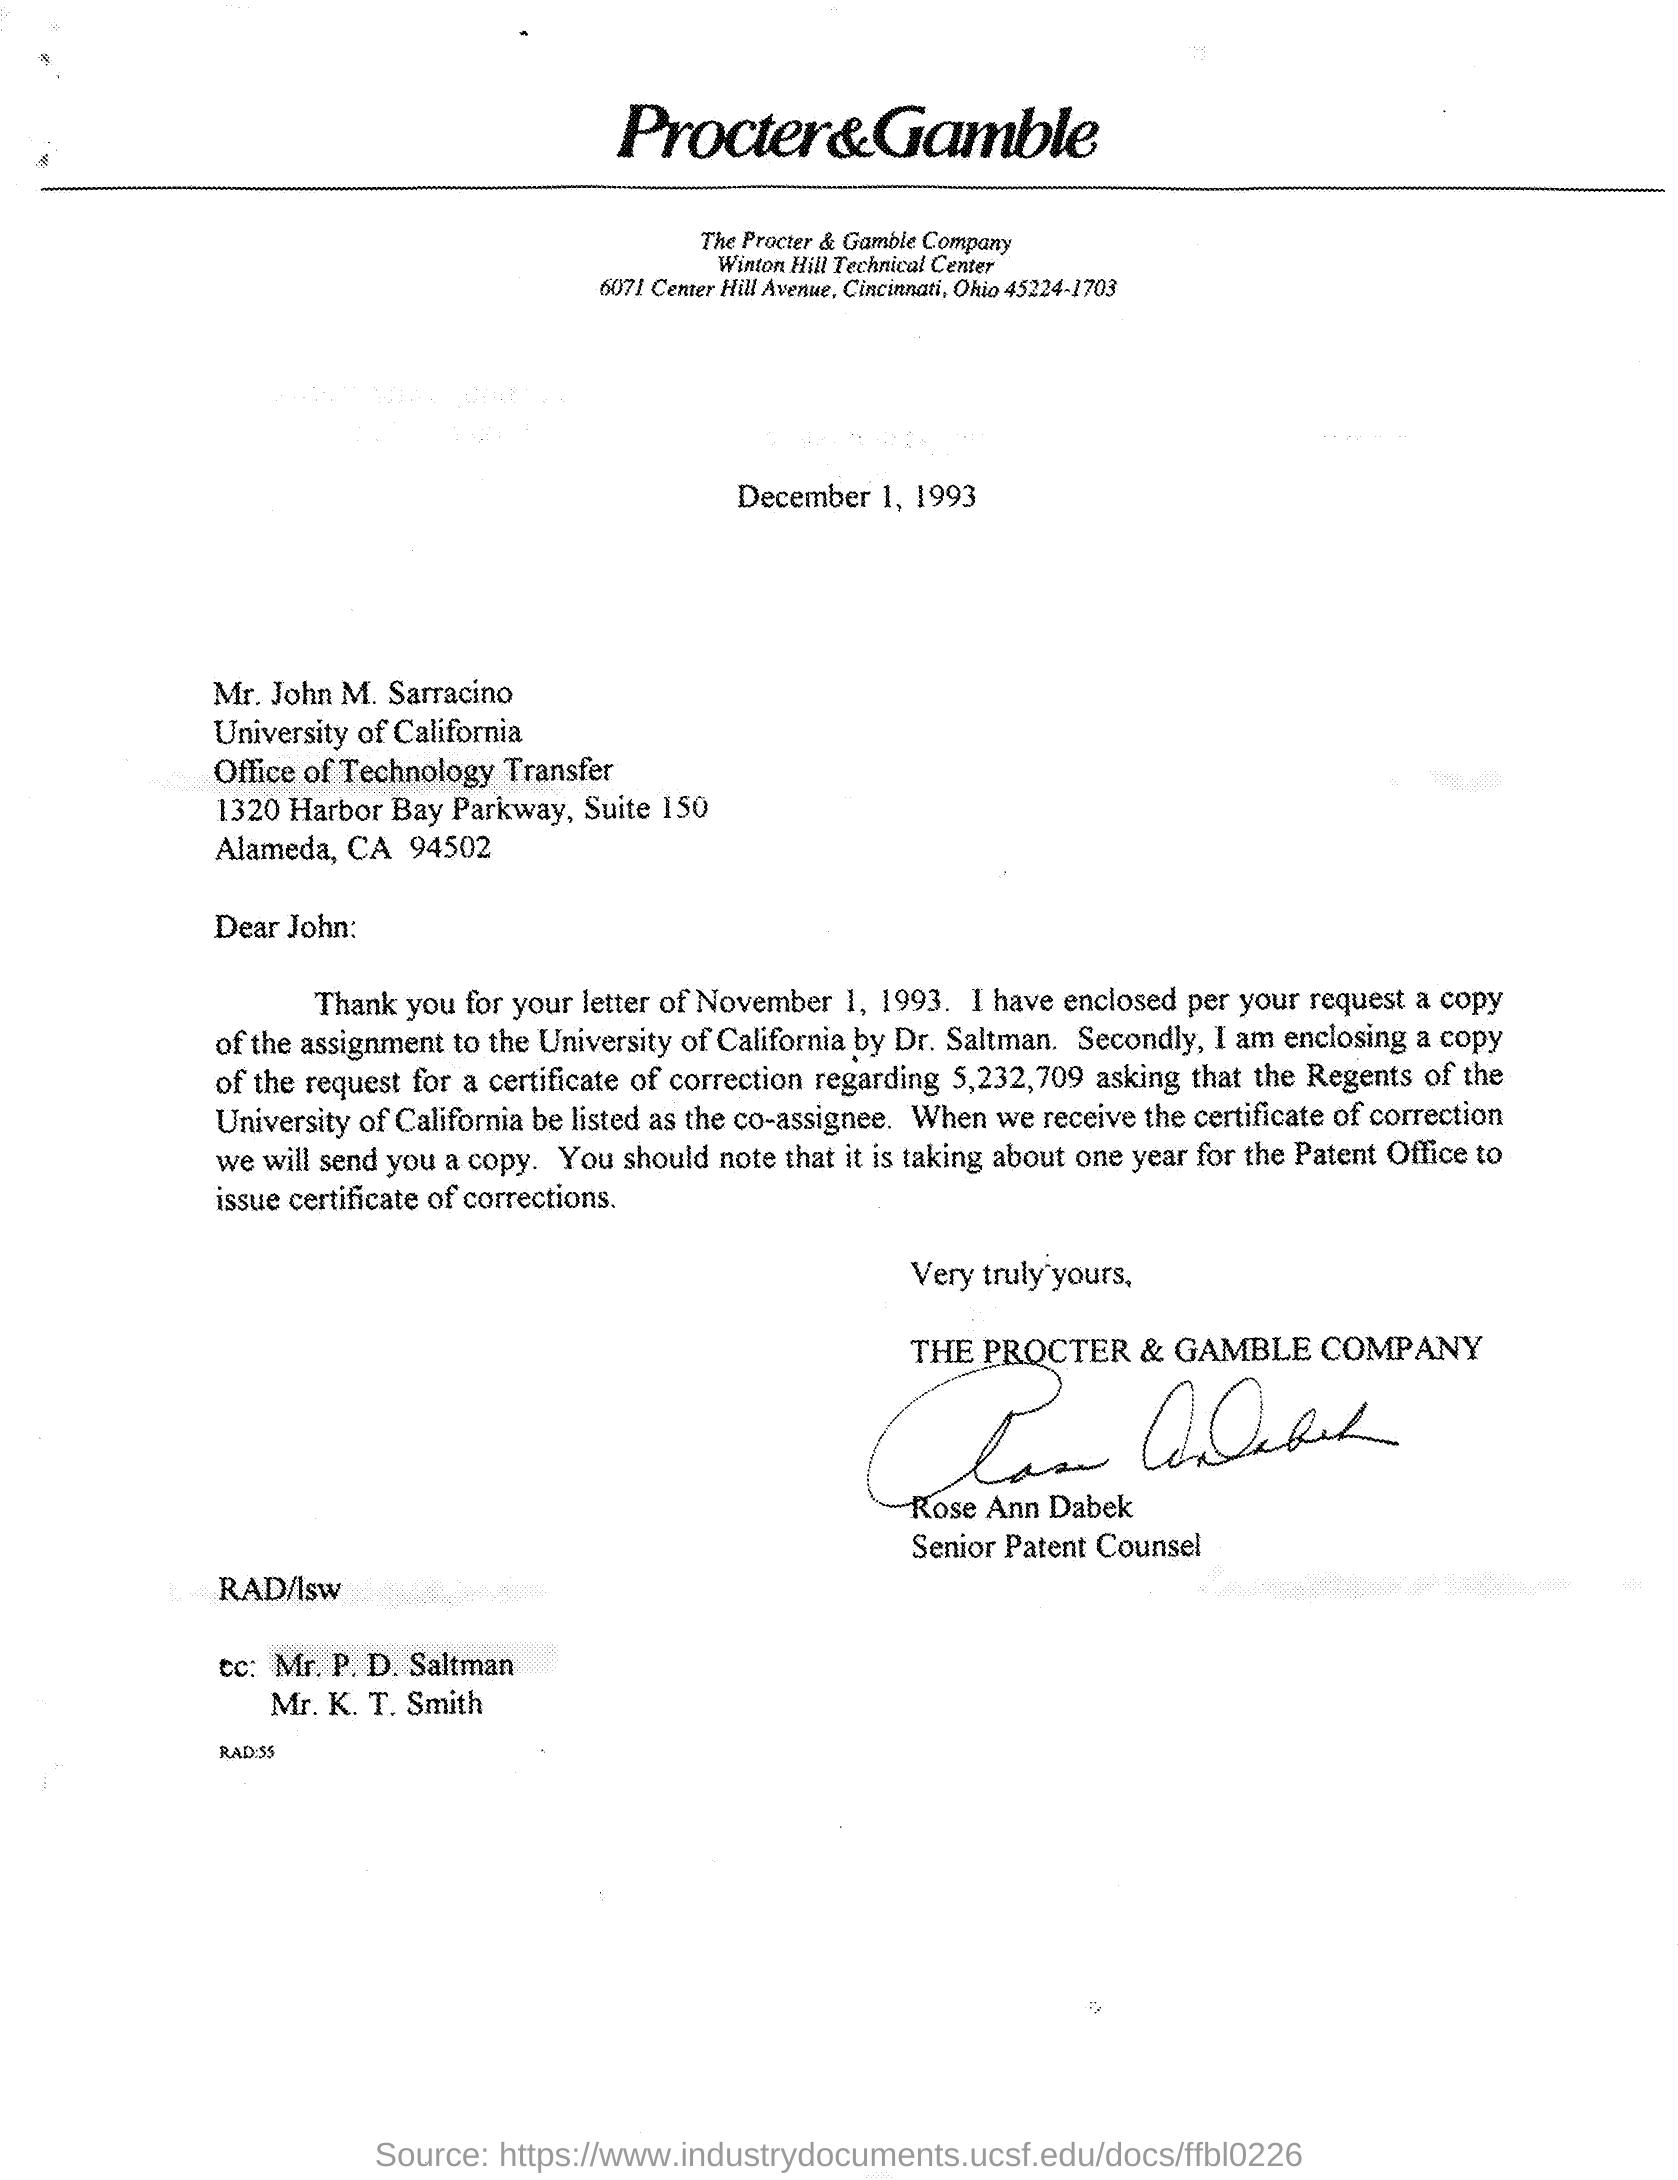 Procter&Gamble
The Procter & Gamble Company
Winton Hill Technical Center
6071 Center Hill Avenue, Cincinnati, Ohio 45224-1703
December 1, 1993
Mr. John M. Sarracino
University of California
Office of Technology Transfer
1320 Harbor Bay Parkway, Suite 150
Alameda, CA 94502
Dear John:
Thank you for your letter of November 1, 1993. I have enclosed per your request a copy
of the assignment to the University of California by Dr. Saltman. Secondly, I am enclosing a copy
of the request for a certificate of correction regarding 5,232,709 asking that the Regents of the
University of California be listed as the co-assignee. When we receive the certificate of correction
we will send you a copy. You should note that it is taking about one year for the Patent Office to
issue certificate of corrections.
Very truly yours,
THE PROCTER & GAMBLE COMPANY
Rose Ann Dabek
Rose Ann Dabek
Senior Patent Counsel
RAD/lsw
cc: Mr. P. D. Saltman
Mr. K. T. Smith
RAD:55
Source: https://www.industrydocuments.ucsf.edu/docs/ffbl0226